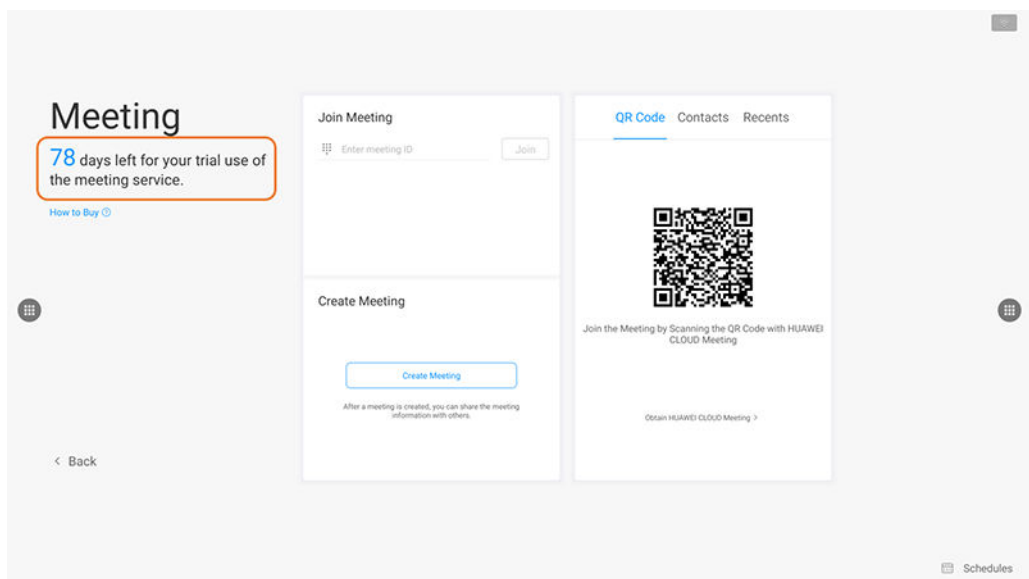 Meeting
78 days left for your trial use of
the meeting service.
How to Buy
Back
Join Meeting
Enter meeting ID
Join
Create Meeting
Create Meeting
After a meeting is created, you can share the meeting
information with others.
QR Code Contacts Recents
Join the Meeting by Scanning the QR Code with HUAWEI
CLOUD Meeting
Obtain HUAWEI CLOUD Meeting >
Schedules